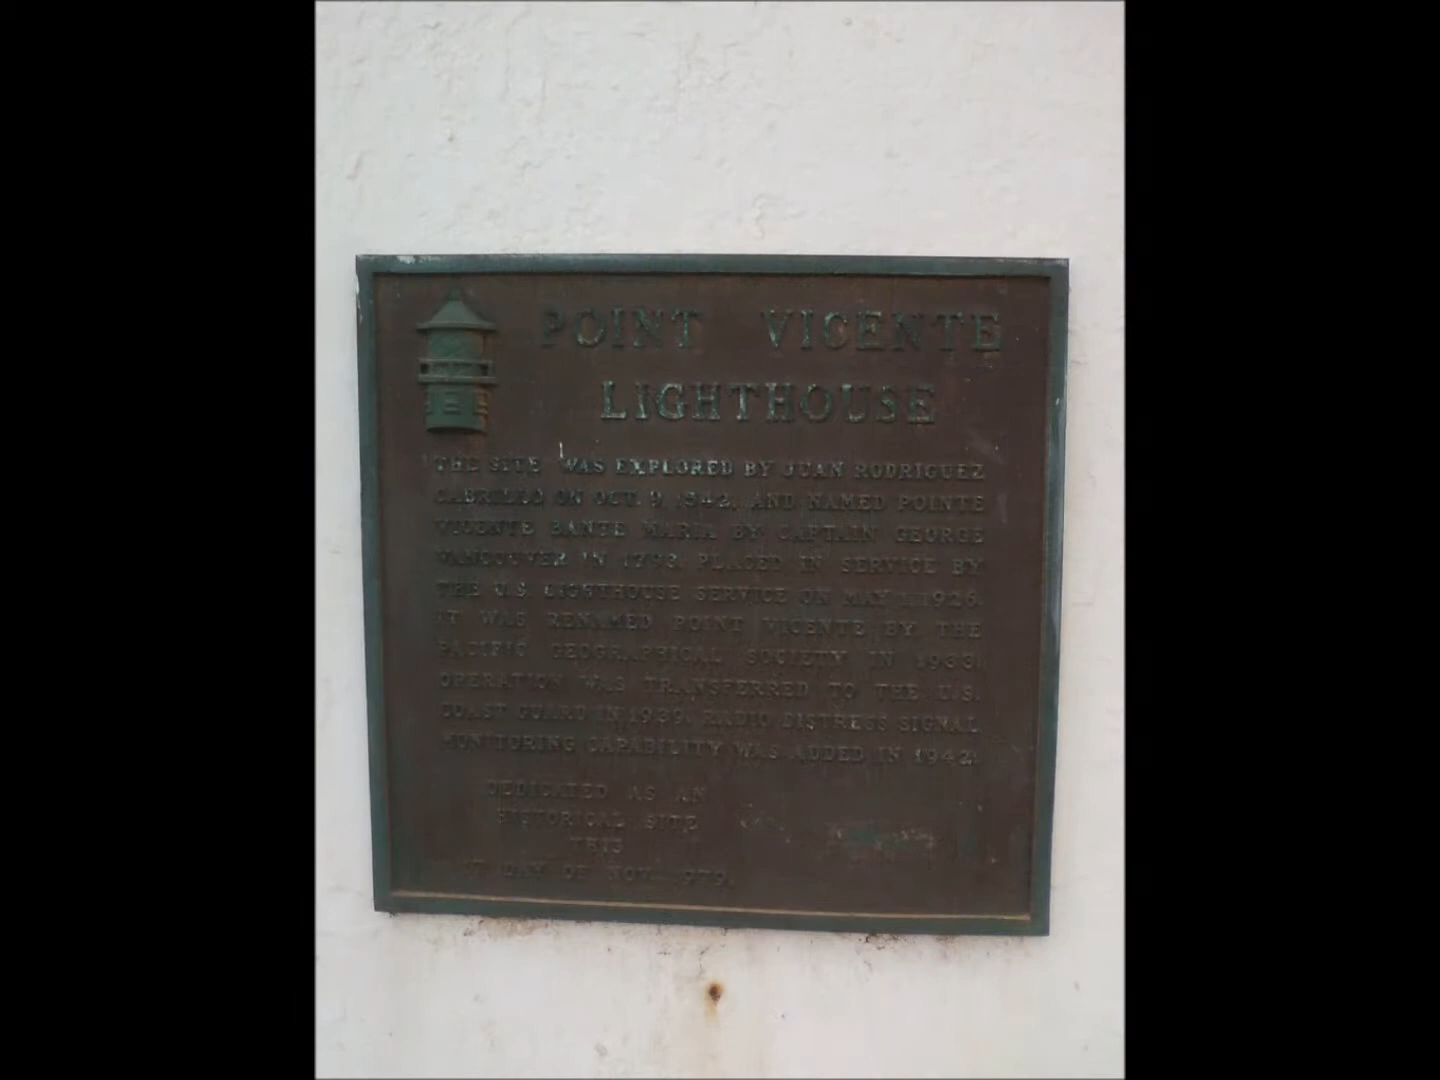 POINT VICENTE
LIGHTHOUSE
THE SITE WAS EXPLORED BY JUAN RODRIGUEZ
CABRILLO ON OCT. 9, 1542, AND NAMED POINTE
VICENTE MARIA BY CAPTAIN GEORGE
VANCOUVER IN 1793. PLACED IN SERVICE BY
THE U.S. LIGHTHOUSE SERVICE ON MAY 1, 1926.
IT WAS RENAMED POINT VICENTE BY THE
PACIFIC GEOGRAPHICAL SOCIETY IN 1933.
OPERATION WAS TRANSFERRED TO THE U.S.
COAST GUARD IN 1939. RADIO DISTRESS SIGNAL
MONITORING CAPABILITY WAS ADDED IN 1942.
DEDICATED AS AN
HISTORICAL SITE
THIS
17 DAY OF NOV. 1979.